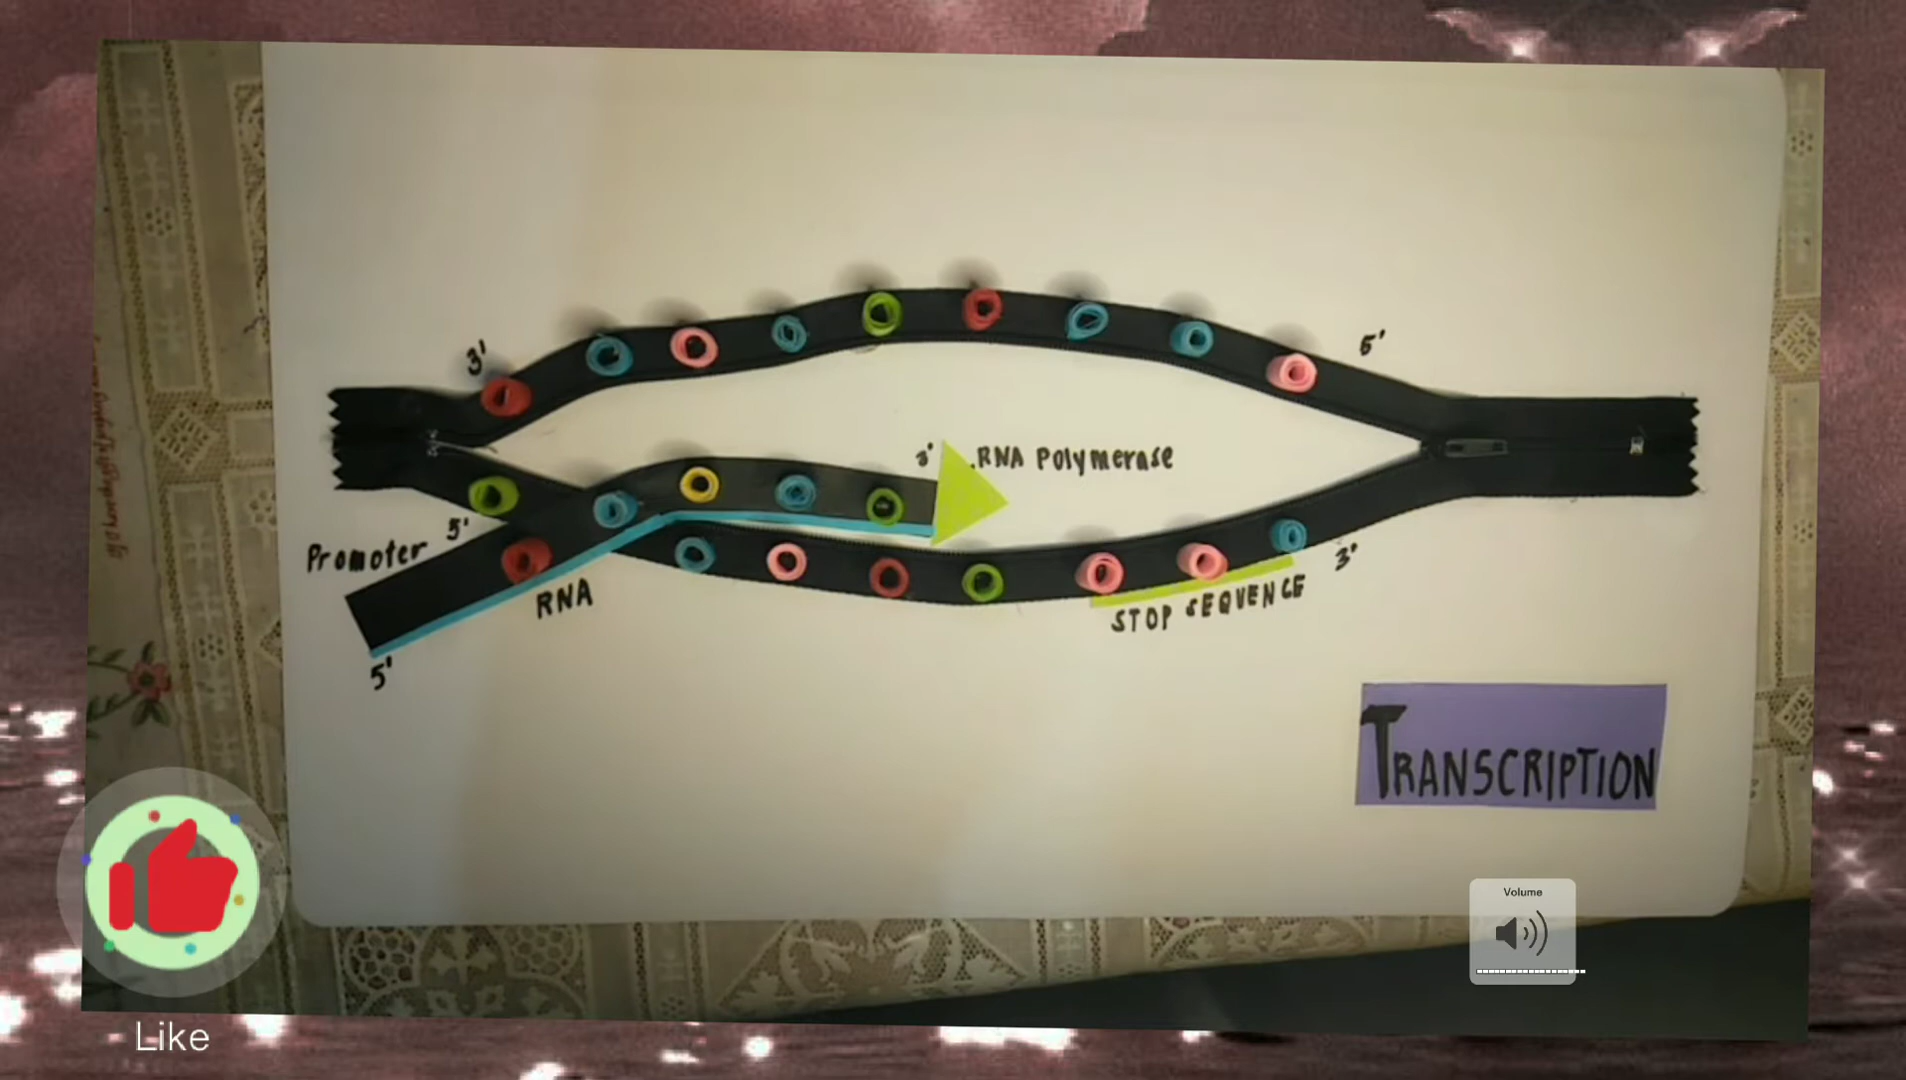 3'
5'
3'
RNA Polymerase
5'
Promoter
3'
RNA
STOP SEQUENCE
5'
TRANSCRIPTION
Volume
Like